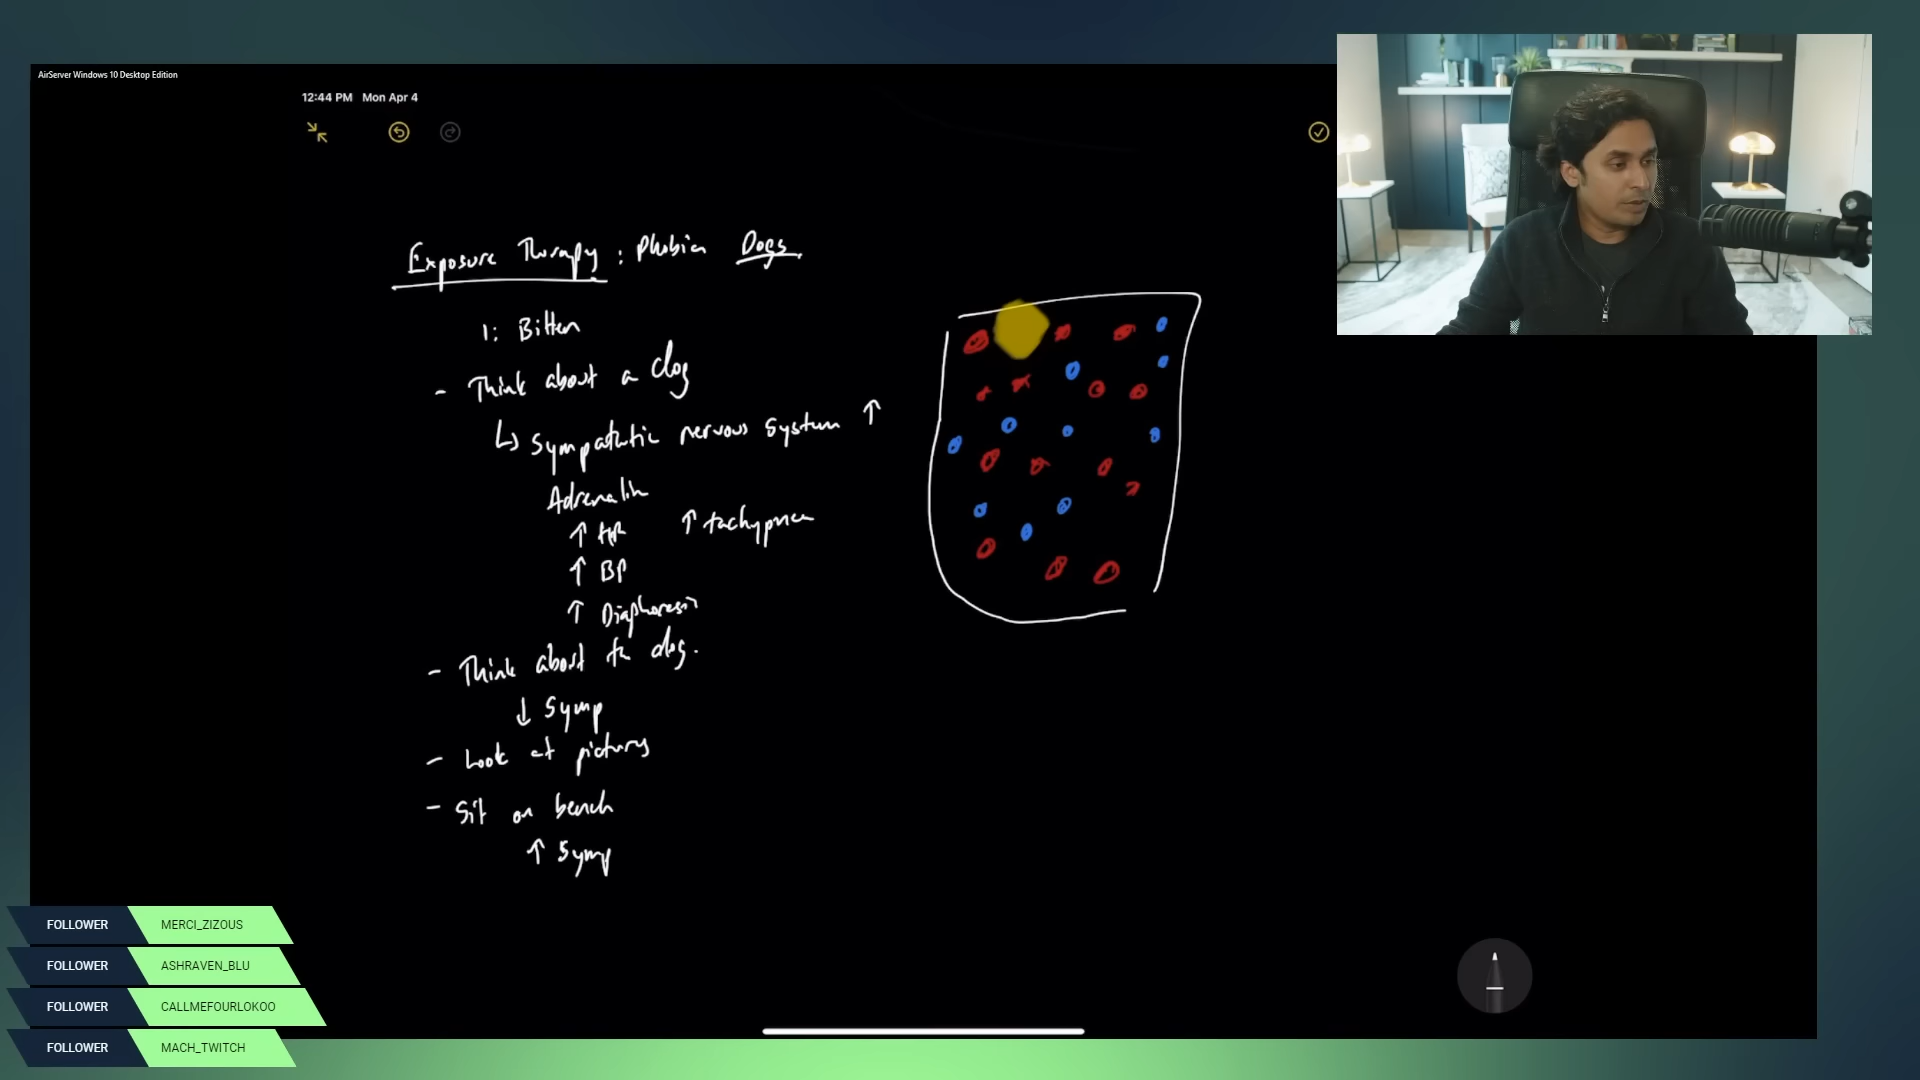 AirServer Windows 10 Desktop Edition
12:44 PM Mon Apr 4
Exposure Therapy : Phobia Dogs
1: Bitten
- Think about a dog
↳ Sympathetic nervous system ↑
Adrenalin
↑ HR ↑ tachypnea
↑ BP
↑ Diaphoresis
- Think about the dog.
↓ Symp
- Look at pictures
- Sit on bench
↑ Symp
FOLLOWER MERCI_ZIZOUS
FOLLOWER ASHRAVEN_BLU
FOLLOWER CALLMEFOURLOKOO
FOLLOWER MACH_TWITCH